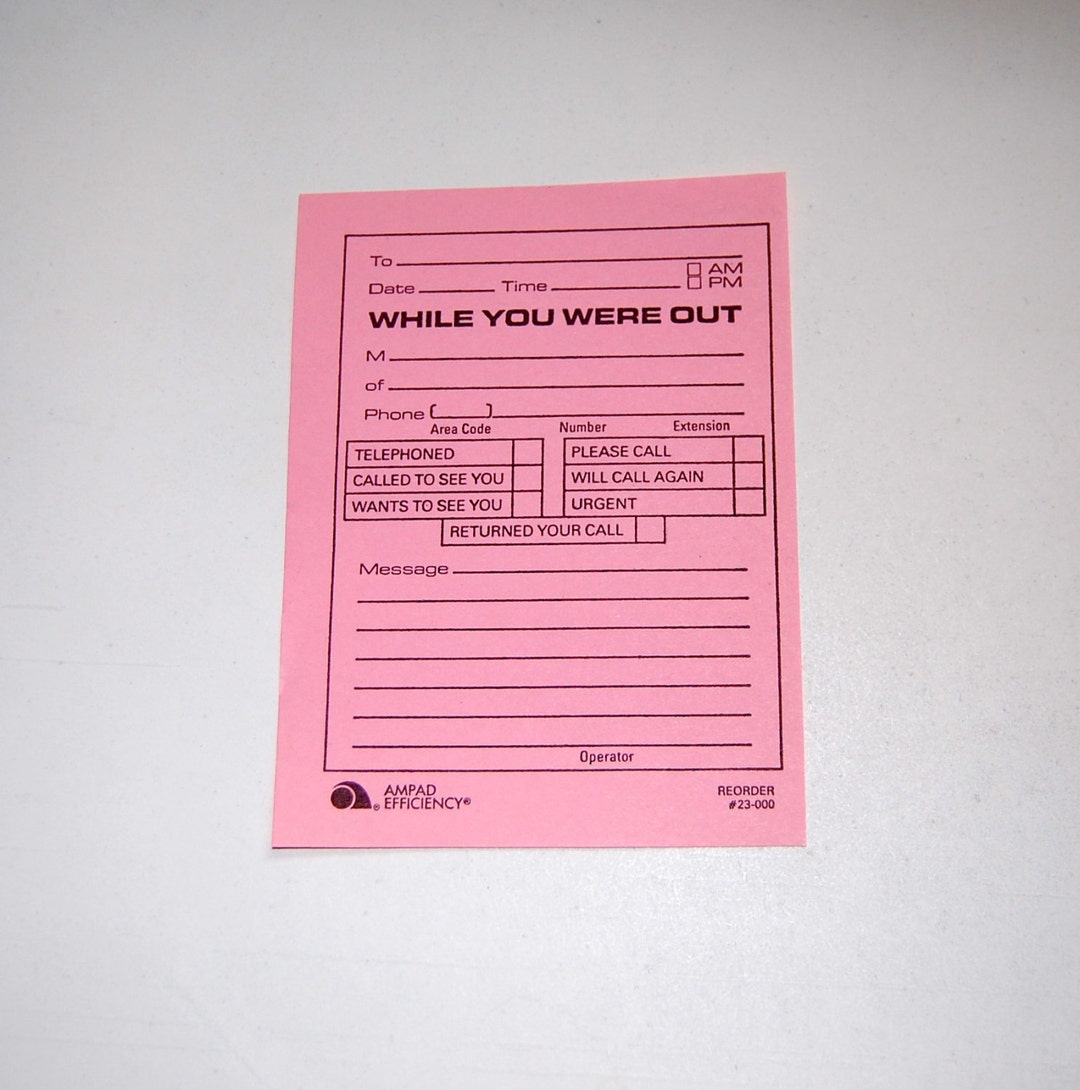 To
AM
Date Time PM
WHILE YOU WERE OUT
M
of
Phone ( )
Area Code Number Extension
TELEPHONED PLEASE CALL
CALLED TO SEE YOU WILL CALL AGAIN
WANTS TO SEE YOU URGENT
RETURNED YOUR CALL
Message
Operator
AMPAD
® EFFICIENCY®
REORDER
#23-000